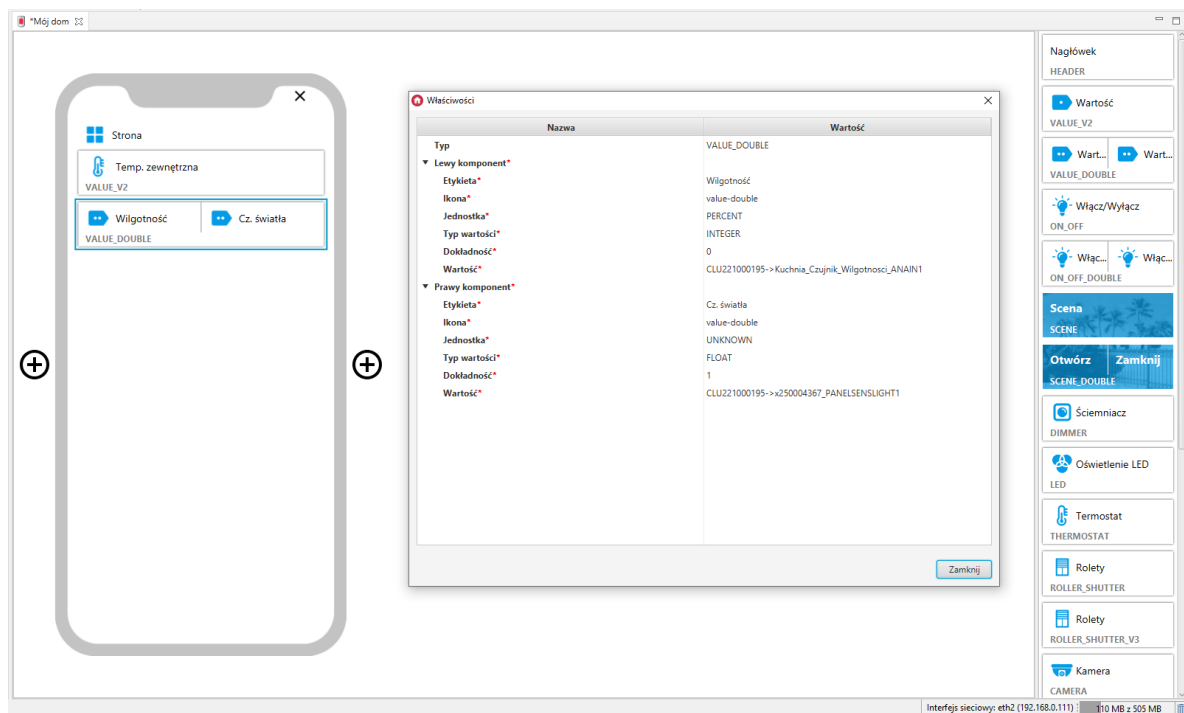 *Mój dom
Strona
Temp. zewnętrzna
VALUE_V2
Wilgotność
Cz. światła
VALUE_DOUBLE
Właściwości
Nazwa
Wartość
Typ
VALUE_DOUBLE
Lewy komponent*
Etykieta*
Wilgotność
Ikona*
value-double
Jednostka*
PERCENT
Typ wartości*
INTEGER
Dokładność*
0
Wartość*
CLU221000195->Kuchnia_Czujnik_Wilgotnosci_ANAIN1
Prawy komponent*
Etykieta*
Cz. światła
Ikona*
value-double
Jednostka*
UNKNOWN
Typ wartości*
FLOAT
Dokładność*
1
Wartość*
CLU221000195->x250004367_PANELSENSLIGHT1
Zamknij
Nagłówek
HEADER
Wartość
VALUE_V2
Wart...
Wart...
VALUE_DOUBLE
Włącz/Wyłącz
ON_OFF
Włąc...
Włąc...
ON_OFF_DOUBLE
Scena
SCENE
Otwórz
Zamknij
SCENE_DOUBLE
Ściemniacz
DIMMER
Oświetlenie LED
LED
Termostat
THERMOSTAT
Rolety
ROLLER_SHUTTER
Rolety
ROLLER_SHUTTER_V3
Kamera
CAMERA
Interfejs sieciowy: eth2 (192.168.0.111)
110 MB z 505 MB